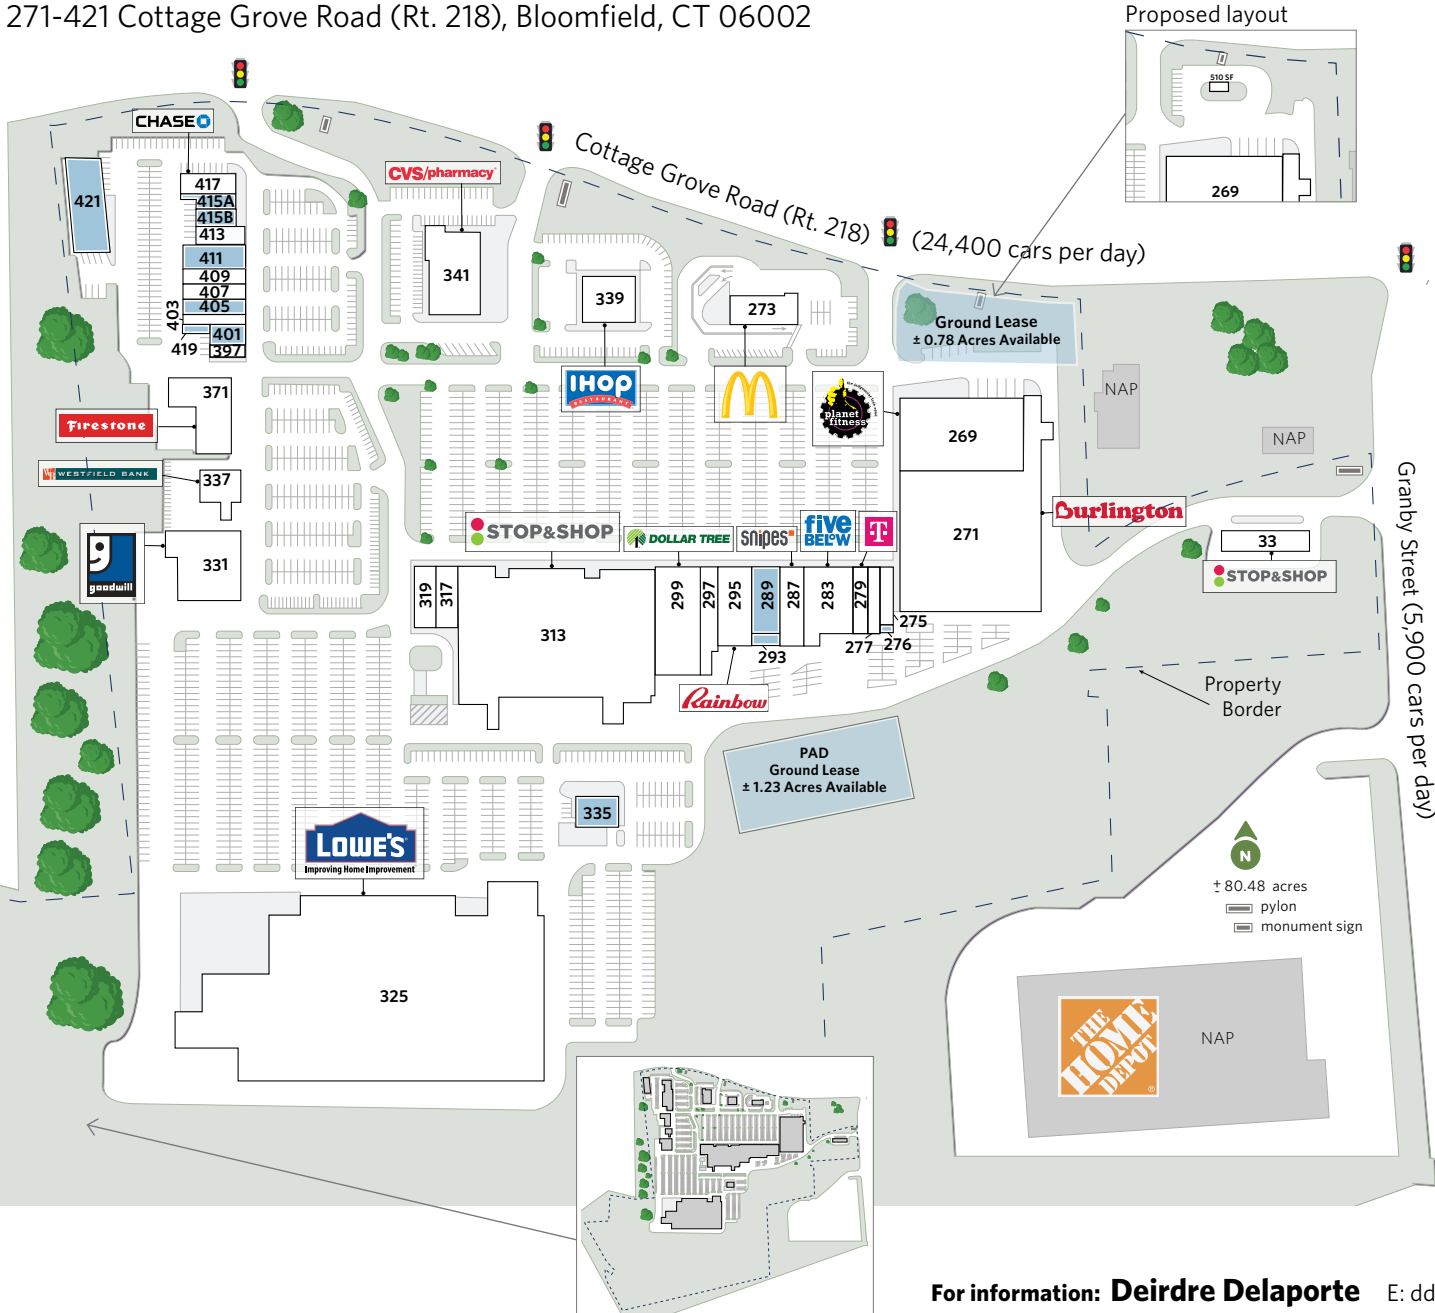 271-421 Cottage Grove Road (Rt. 218), Bloomfield, CT 06002
Proposed layout
510 SF
269
CHASE
417
415A
415B
413
411
409
407
405
403
401
419
397
421
CVS/pharmacy
341
Cottage Grove Road (Rt. 218)
(24,400 cars per day)
339
IHOP
RESTAURANT
273
Ground Lease
± 0.78 Acres Available
planet
fitness
269
271
NAP
NAP
Burlington
371
Firestone
WESTFIELD BANK
337
goodwill
331
STOP&SHOP
DOLLAR TREE
snipes
five
BELOW
T
319
317
313
299
297
295
289
287
283
279
275
277
276
293
Rainbow
33
STOP&SHOP
Granby Street (5,900 cars per day)
Property
Border
PAD
Ground Lease
± 1.23 Acres Available
335
LOWE'S
Improving Home Improvement
325
N
± 80.48 acres
pylon
monument sign
THE
HOME
DEPOT
NAP
For information: Deirdre Delaporte E: dd